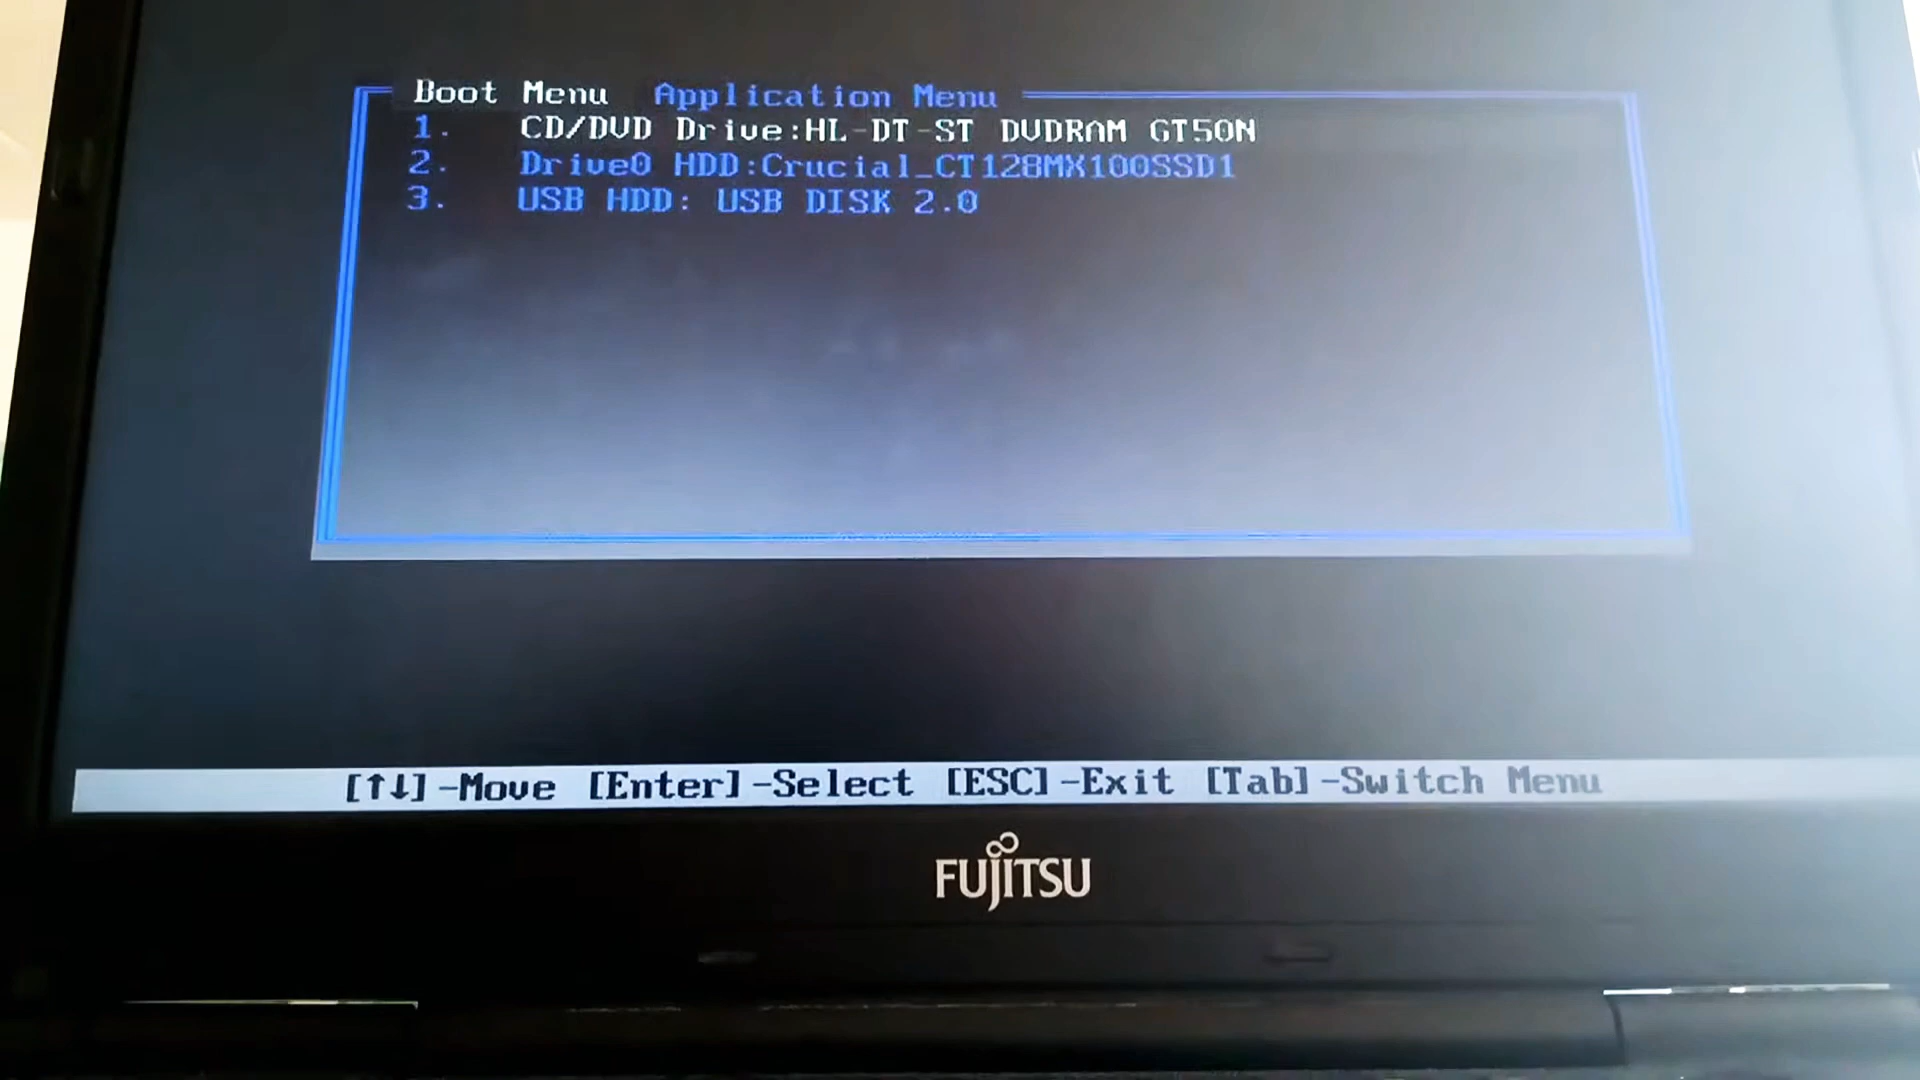 Boot Menu Application Menu
1. CD/DVD Drive:HL-DT-ST DVDRAM GT50N
2. Drive0 HDD:Crucial_CT128MX100SSD1
3. USB HDD: USB DISK 2.0
[↑↓]-Move [Enter]-Select [ESC]-Exit [Tab]-Switch Menu
FUJITSU